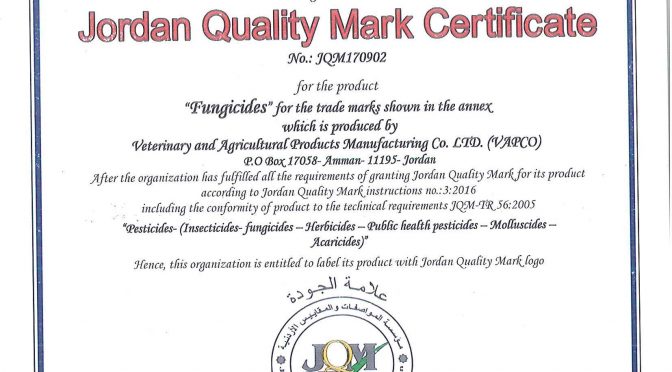 Jordan Quality Mark Certificate
No.: JQM170902
for the product
"Fungicides" for the trade marks shown in the annex
which is produced by
Veterinary and Agricultural Products Manufacturing Co. LTD. (VAPCO)
P.O Box 17058- Amman- 11195- Jordan
After the organization has fulfilled all the requirements of granting Jordan Quality Mark for its product
according to Jordan Quality Mark instructions no.:3:2016
including the conformity of product to the technical requirements JQM-TR 56:2005
"Pesticides- (Insecticides- fungicides – Herbicides – Public health pesticides – Molluscides –
Acaricides)"
Hence, this organization is entitled to label its product with Jordan Quality Mark logo
علامة الجودة
مؤسسة المواصفات والمقاييس الأردنية
JQM